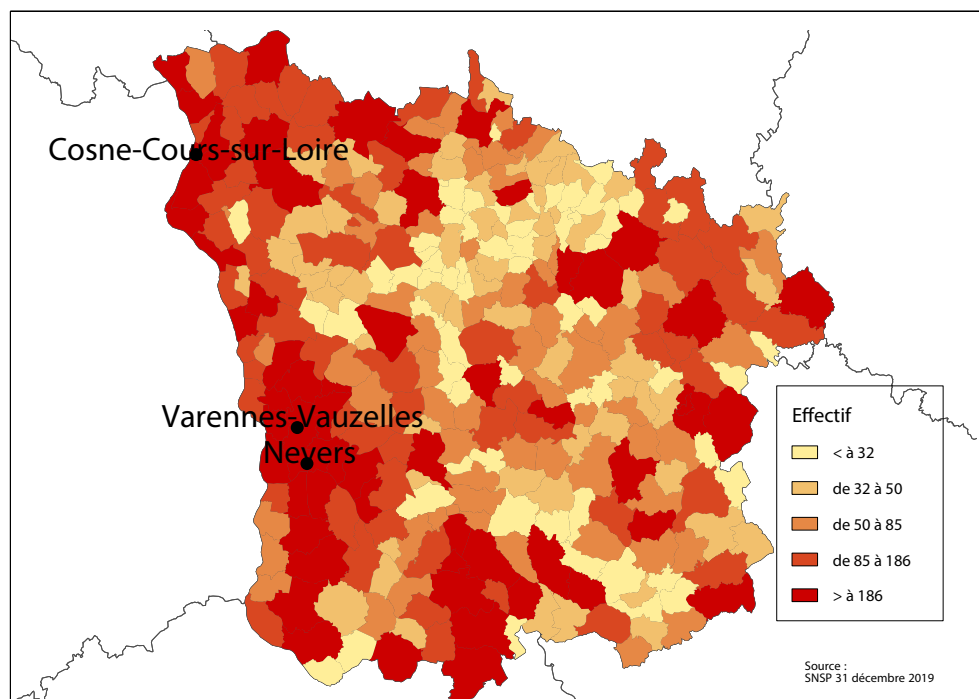 Cosne-Cours-sur-Loire
Varennes-Vauzelles
Nevers
Effectif
< à 32
de 32 à 50
de 50 à 85
de 85 à 186
> à 186
Source :
SNSP 31 décembre 2019